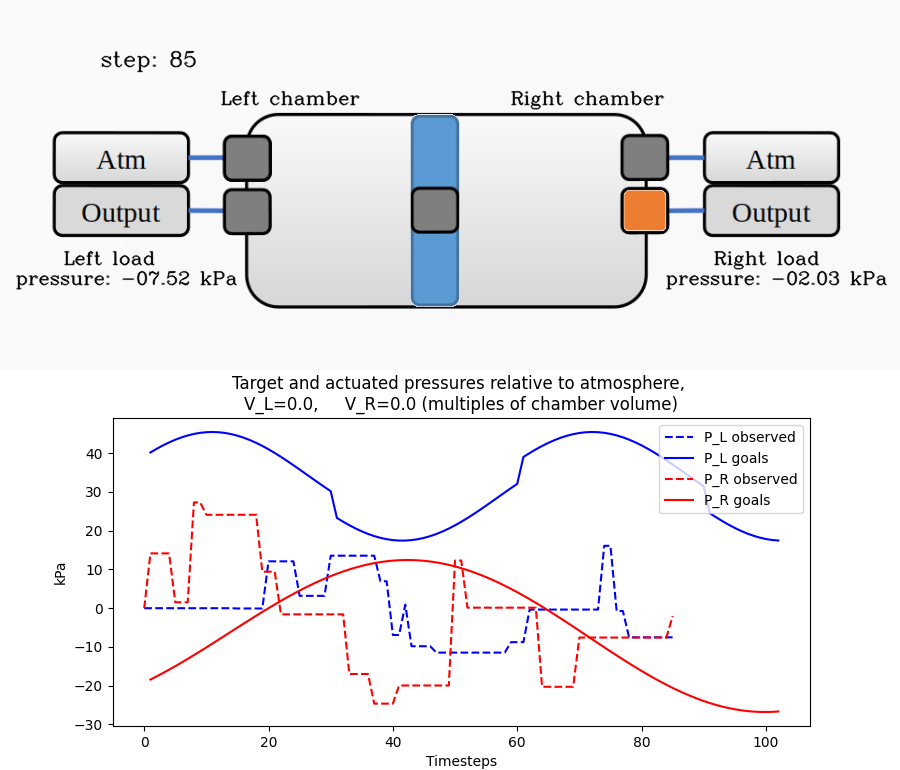 step: 85
Left chamber
Right chamber
Atm
Atm
Output
Output
Left load
pressure: -07.52 kPa
Right load
pressure: -02.03 kPa
Target and actuated pressures relative to atmosphere,
V_L=0.0, V_R=0.0 (multiples of chamber volume)
P_L observed
P_L goals
P_R observed
P_R goals
kPa
40
30
20
10
0
−10
−20
−30
0 20 40 60 80 100
Timesteps